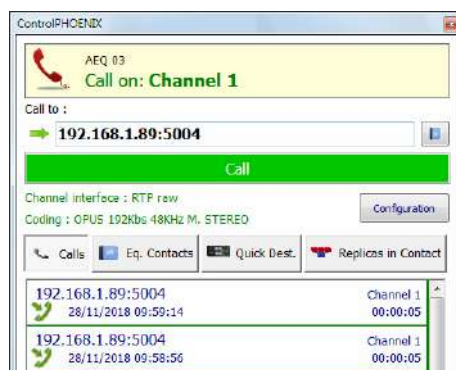 ControlPHOENIX
AEQ 03
Call on: Channel 1
Call to :
192.168.1.89:5004
Call
Channel interface : RTP raw
Coding : OPUS 192Kbs 48KHz M. STEREO
Configuration
Calls
Eq. Contacts
Quick Dest.
Replicas in Contact
192.168.1.89:5004 Channel 1
28/11/2018 09:59:14 00:00:05
192.168.1.89:5004 Channel 1
28/11/2018 09:58:56 00:00:05